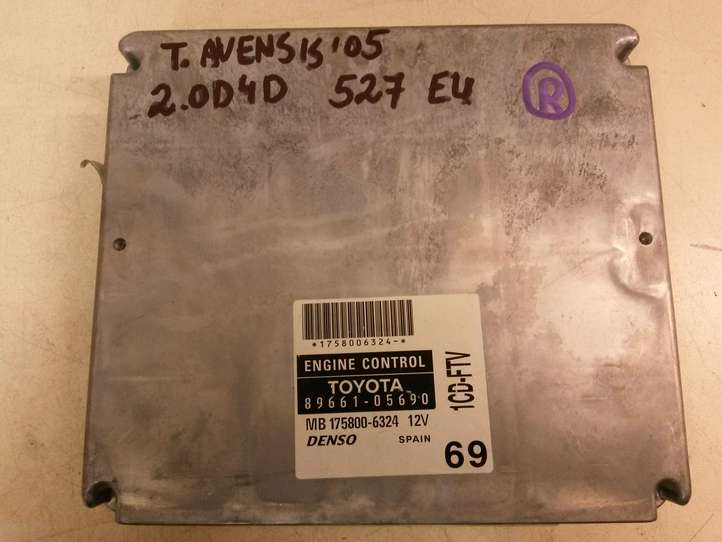 T. AVENSIS '05
2.0D4D 527 EU
R
*1758006324-*
ENGINE CONTROL
TOYOTA
89661-05690
MB 175800-6324 12V
DENSO SPAIN
1CD-FTV
69